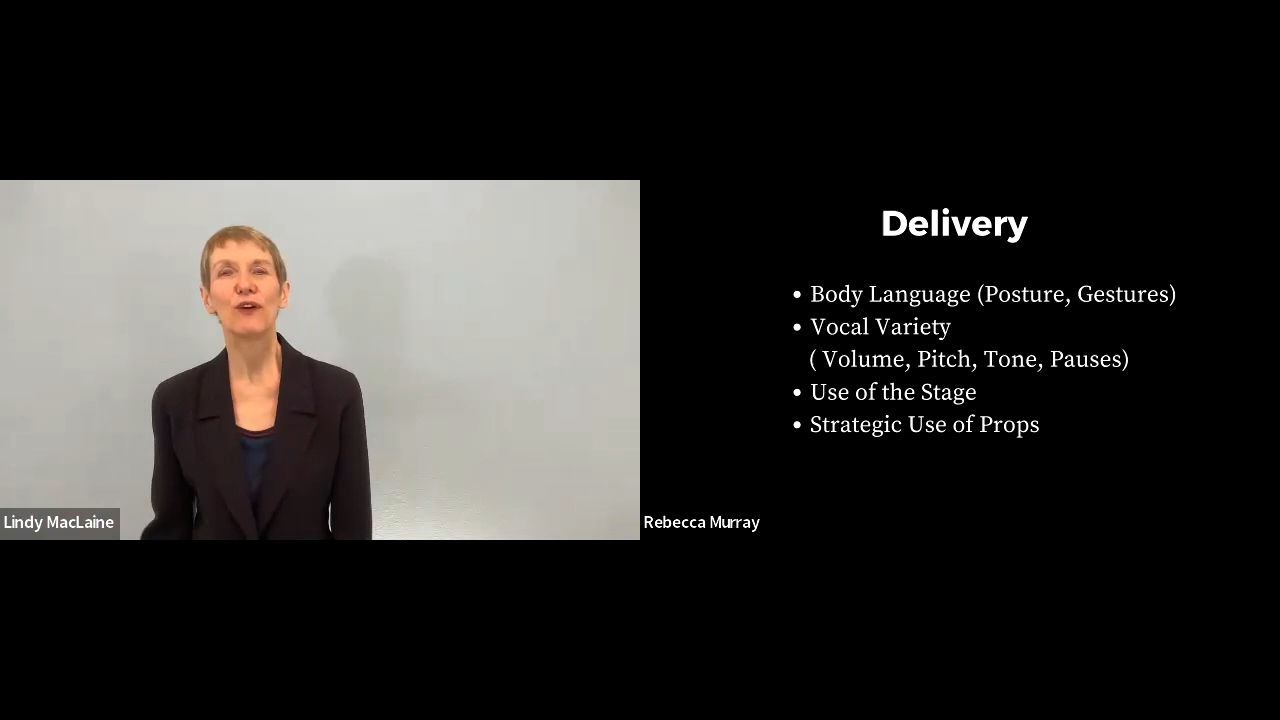 Delivery
• Body Language (Posture, Gestures)
• Vocal Variety
( Volume, Pitch, Tone, Pauses)
• Use of the Stage
• Strategic Use of Props
Lindy MacLaine
Rebecca Murray